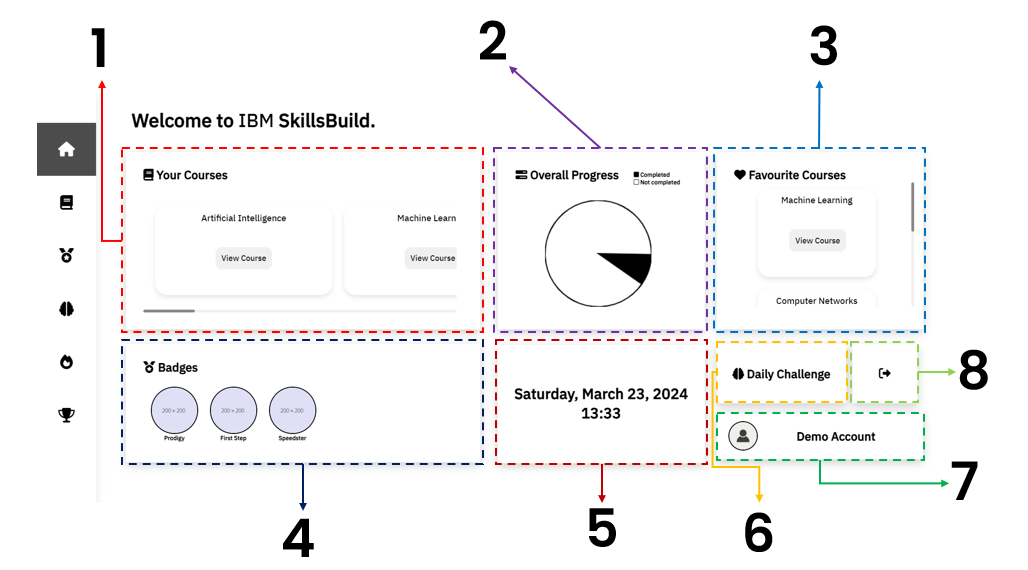 1
2
3
Welcome to IBM SkillsBuild.
Your Courses
Artificial Intelligence
View Course
Machine Learn
View Course
Overall Progress
Completed
Not completed
Favourite Courses
Machine Learning
View Course
Computer Networks
Badges
200 × 200
200 × 200
200 × 200
Prodigy
First Step
Speedster
Saturday, March 23, 2024
13:33
Daily Challenge
8
Demo Account
7
4
5
6